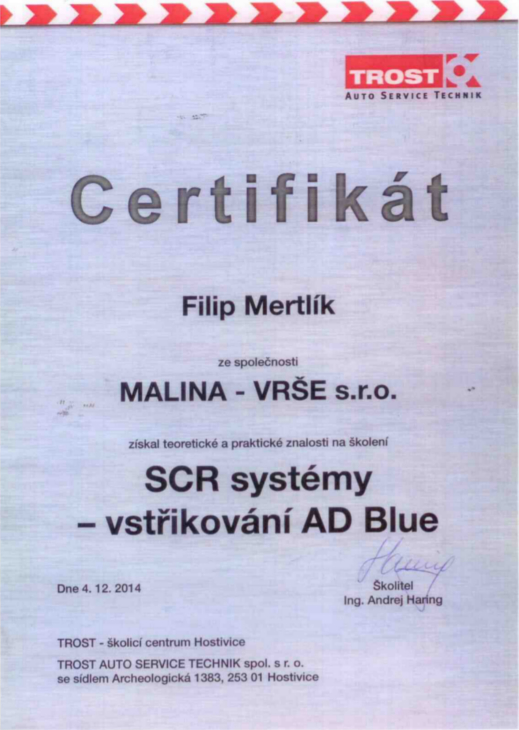 TROST
AUTO SERVICE TECHNIK
Certifikát
Filip Mertlík
ze společnosti
MALINA - VRŠE s.r.o.
získal teoretické a praktické znalosti na školení
SCR systémy
– vstřikování AD Blue
Dne 4. 12. 2014
Školitel
Ing. Andrej Haring
TROST - školicí centrum Hostivice
TROST AUTO SERVICE TECHNIK spol. s r. o.
se sídlem Archeologická 1383, 253 01 Hostivice